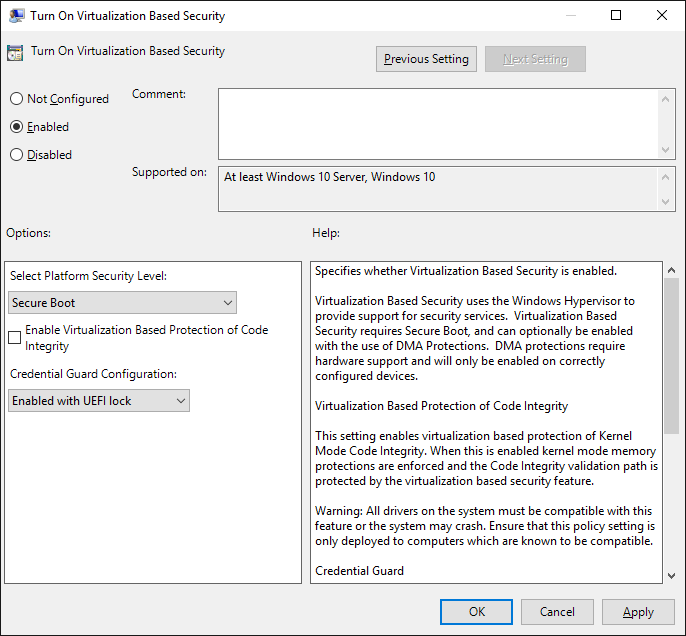 Turn On Virtualization Based Security
Turn On Virtualization Based Security
Previous Setting
Next Setting
Not Configured
Enabled
Disabled
Comment:
Supported on:
At least Windows 10 Server, Windows 10
Options:
Help:
Select Platform Security Level:
Secure Boot
Enable Virtualization Based Protection of Code
Integrity
Credential Guard Configuration:
Enabled with UEFI lock
Specifies whether Virtualization Based Security is enabled.
Virtualization Based Security uses the Windows Hypervisor to
provide support for security services.  Virtualization Based
Security requires Secure Boot, and can optionally be enabled
with the use of DMA Protections.  DMA protections require
hardware support and will only be enabled on correctly
configured devices.
Virtualization Based Protection of Code Integrity
This setting enables virtualization based protection of Kernel
Mode Code Integrity. When this is enabled kernel mode memory
protections are enforced and the Code Integrity validation path is
protected by the virtualization based security feature.
Warning: All drivers on the system must be compatible with this
feature or the system may crash. Ensure that this policy setting is
only deployed to computers which are known to be compatible.
Credential Guard
OK
Cancel
Apply